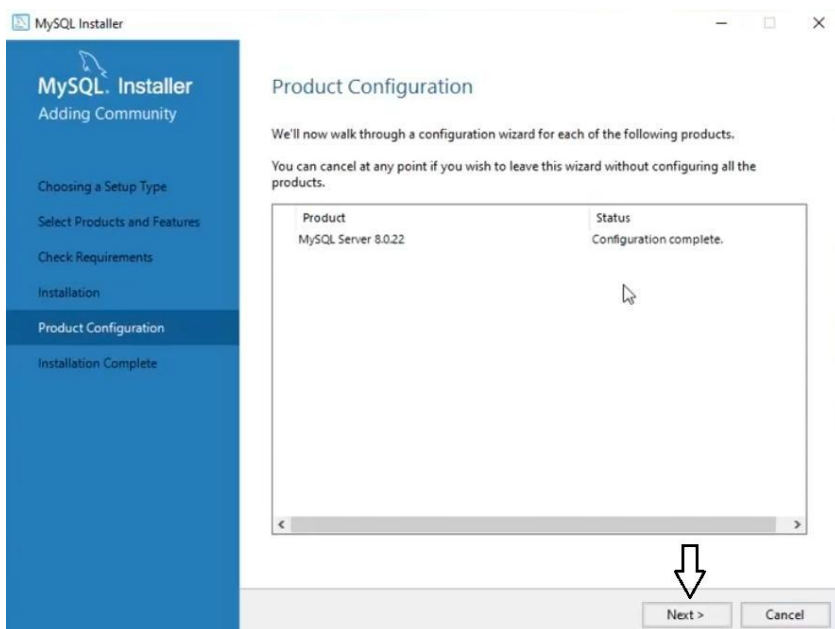 MySQL Installer
MySQL. Installer
Adding Community
Choosing a Setup Type
Select Products and Features
Check Requirements
Installation
Product Configuration
Installation Complete
Product Configuration
We'll now walk through a configuration wizard for each of the following products.
You can cancel at any point if you wish to leave this wizard without configuring all the
products.
Product Status
MySQL Server 8.0.22 Configuration complete.
Next > Cancel